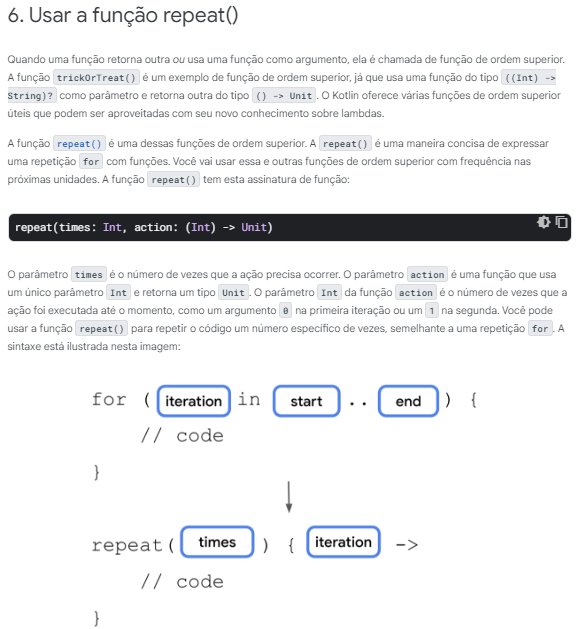 6. Usar a função repeat()
Quando uma função retorna outra ou usa uma função como argumento, ela é chamada de função de ordem superior.
A função trickOrTreat() é um exemplo de função de ordem superior, já que usa uma função do tipo ((Int) ->
String)? como parâmetro e retorna outra do tipo () -> Unit. O Kotlin oferece várias funções de ordem superior
úteis que podem ser aproveitadas com seu novo conhecimento sobre lambdas.
A função repeat() é uma dessas funções de ordem superior. A repeat() é uma maneira concisa de expressar
uma repetição for com funções. Você vai usar essa e outras funções de ordem superior com frequência nas
próximas unidades. A função repeat() tem esta assinatura de função:
repeat(times: Int, action: (Int) -> Unit)
O parâmetro times é o número de vezes que a ação precisa ocorrer. O parâmetro action é uma função que usa
um único parâmetro Int e retorna um tipo Unit. O parâmetro Int da função action é o número de vezes que a
ação foi executada até o momento, como um argumento 0 na primeira iteração ou um 1 na segunda. Você pode
usar a função repeat() para repetir o código um número específico de vezes, semelhante a uma repetição for. A
sintaxe está ilustrada nesta imagem:
for ( iteration in start .. end ) {
// code
}
repeat( times ) { iteration ->
// code
}